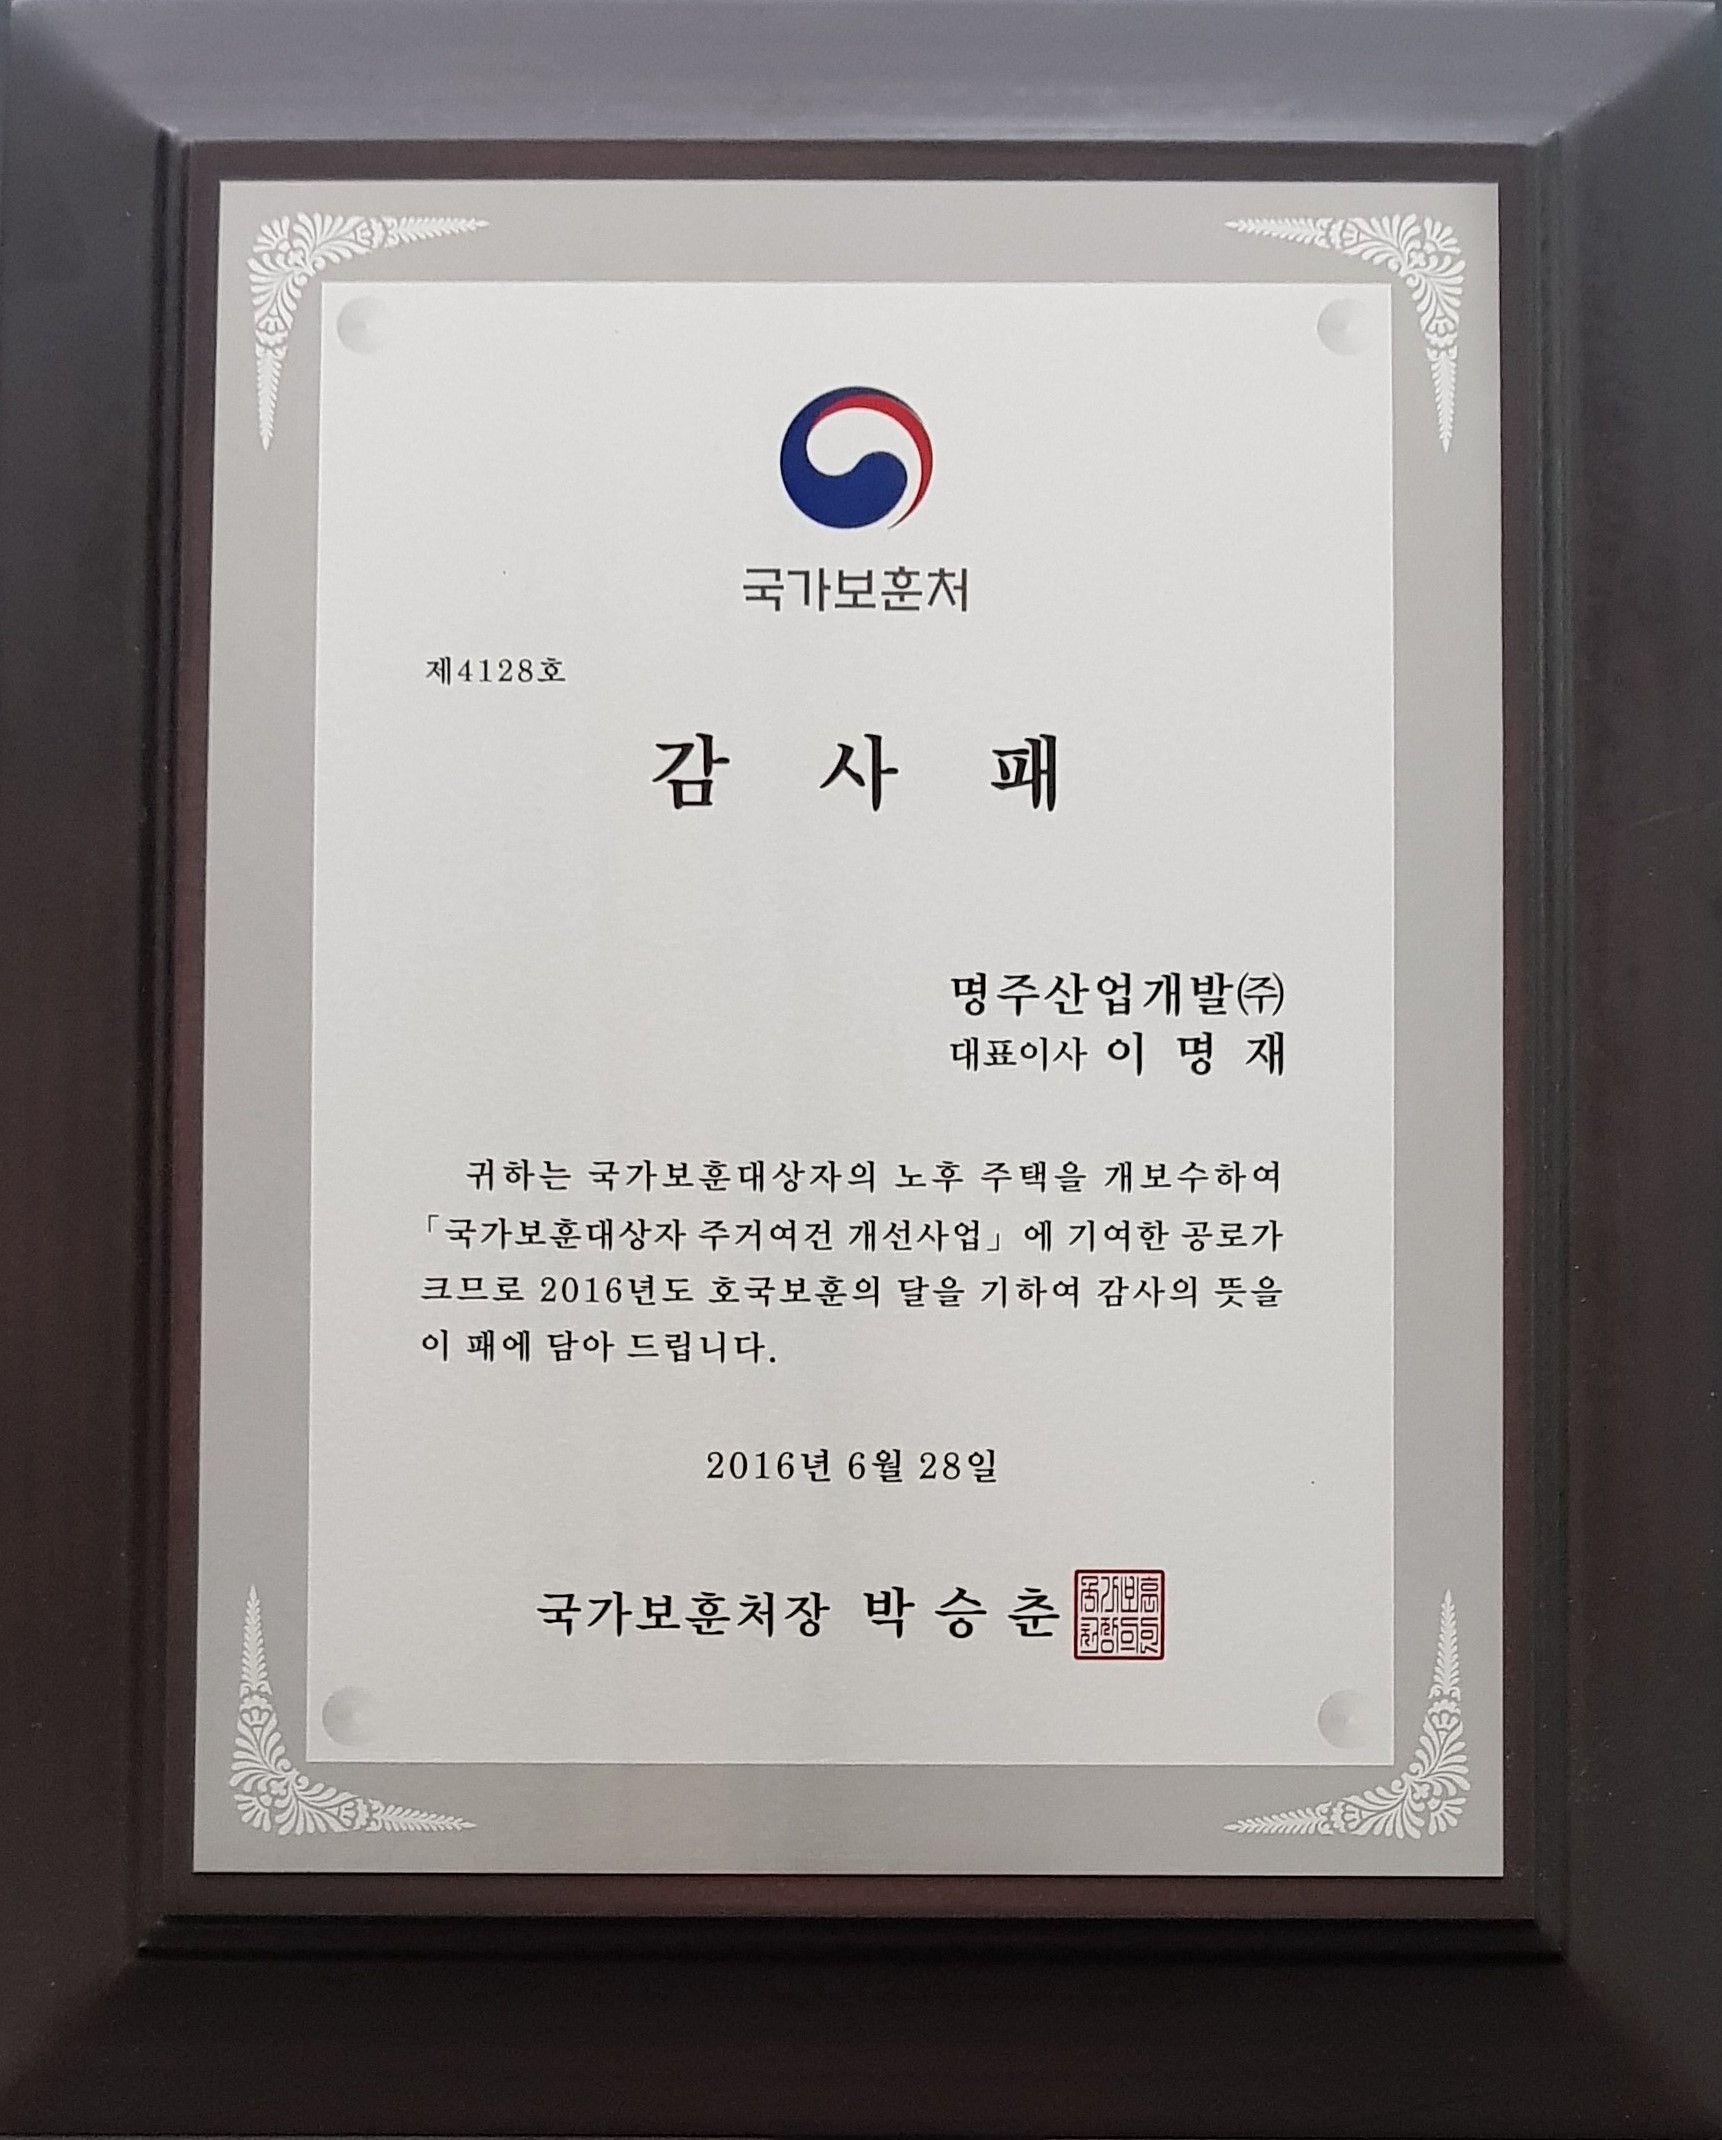 국가보훈처
제4128호
감 사 패
명주산업개발㈜
대표이사 이 명 재
귀하는 국가보훈대상자의 노후 주택을 개보수하여
「국가보훈대상자 주거여건 개선사업」에 기여한 공로가
크므로 2016년도 호국보훈의 달을 기하여 감사의 뜻을
이 패에 담아 드립니다.
2016년 6월 28일
국가보훈처장 박 승 춘